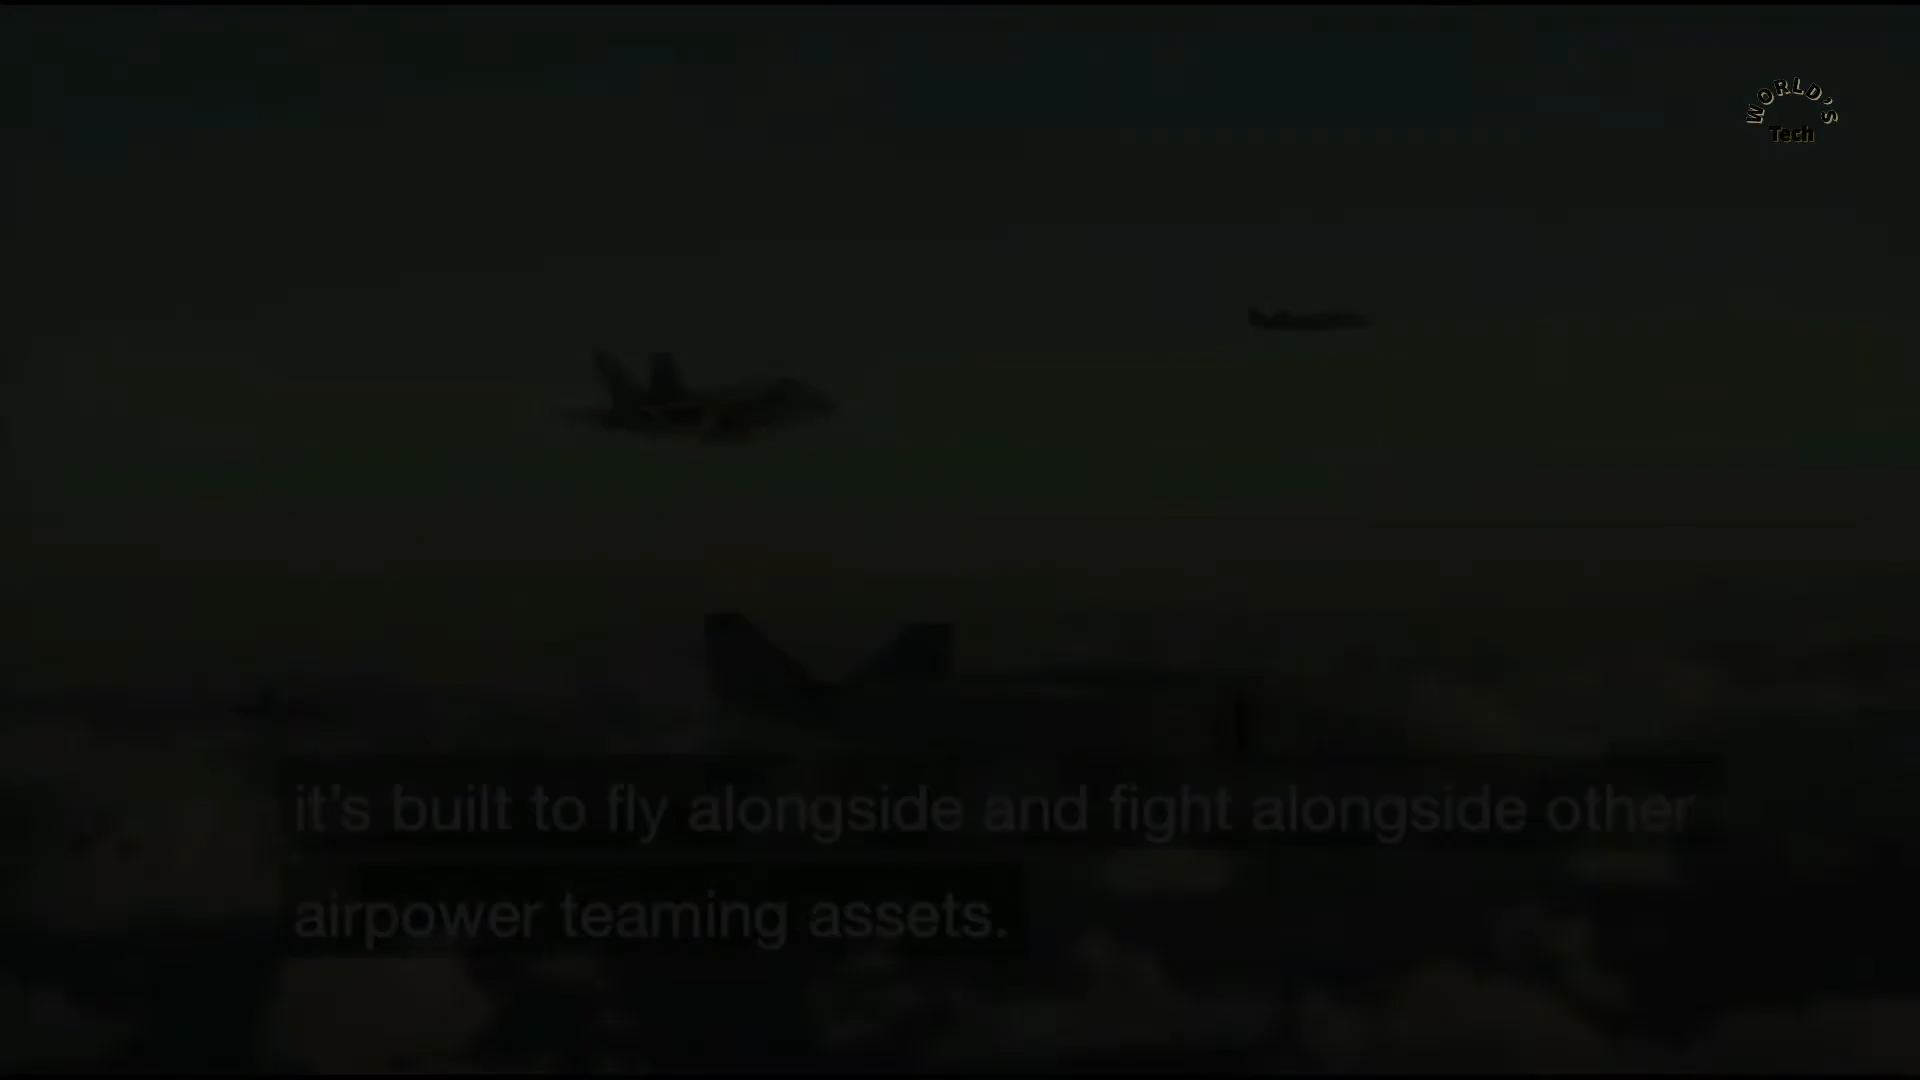 WORLD'S
Tech
it's built to fly alongside and fight alongside other
airpower teaming assets.